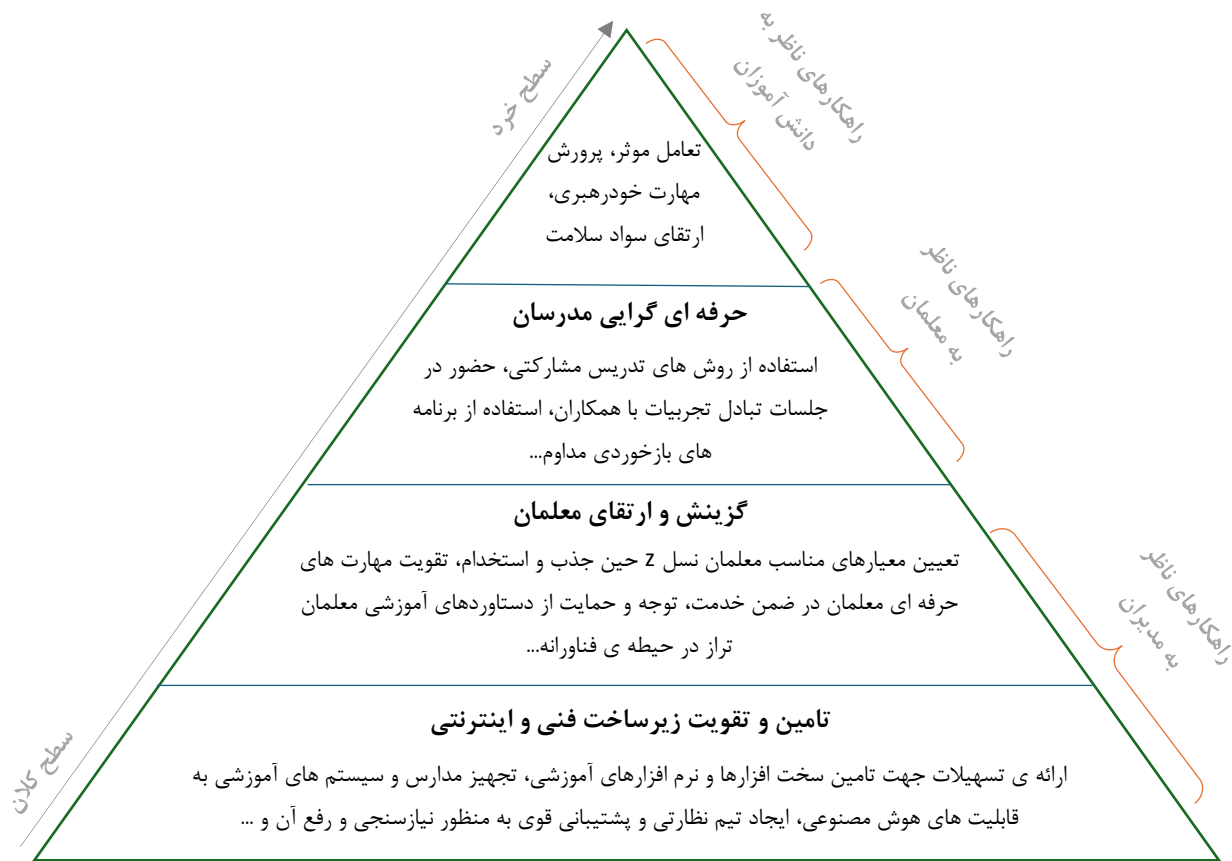 سطح خرد
راهکارهای ناظر به
دانش آموزان
تعامل موثر، پرورش
مهارت خودرهبری،
ارتقای سواد سلامت
راهکارهای ناظر
به معلمان
حرفه ای گرایی مدرسان
استفاده از روش های تدریس مشارکتی، حضور در
جلسات تبادل تجربیات با همکاران، استفاده از برنامه
های بازخوردی مداوم...
راهکارهای ناظر
به مدیران
گزینش و ارتقای معلمان
تعیین معیارهای مناسب معلمان نسل z حین جذب و استخدام، تقویت مهارت های
حرفه ای معلمان در ضمن خدمت، توجه و حمایت از دستاوردهای آموزشی معلمان
تراز در حیطه ی فناورانه...
تامین و تقویت زیرساخت فنی و اینترنتی
ارائه ی تسهیلات جهت تامین سخت افزارها و نرم افزارهای آموزشی، تجهیز مدارس و سیستم های آموزشی به
قابلیت های هوش مصنوعی، ایجاد تیم نظارتی و پشتیبانی قوی به منظور نیازسنجی و رفع آن و ...
سطح کلان